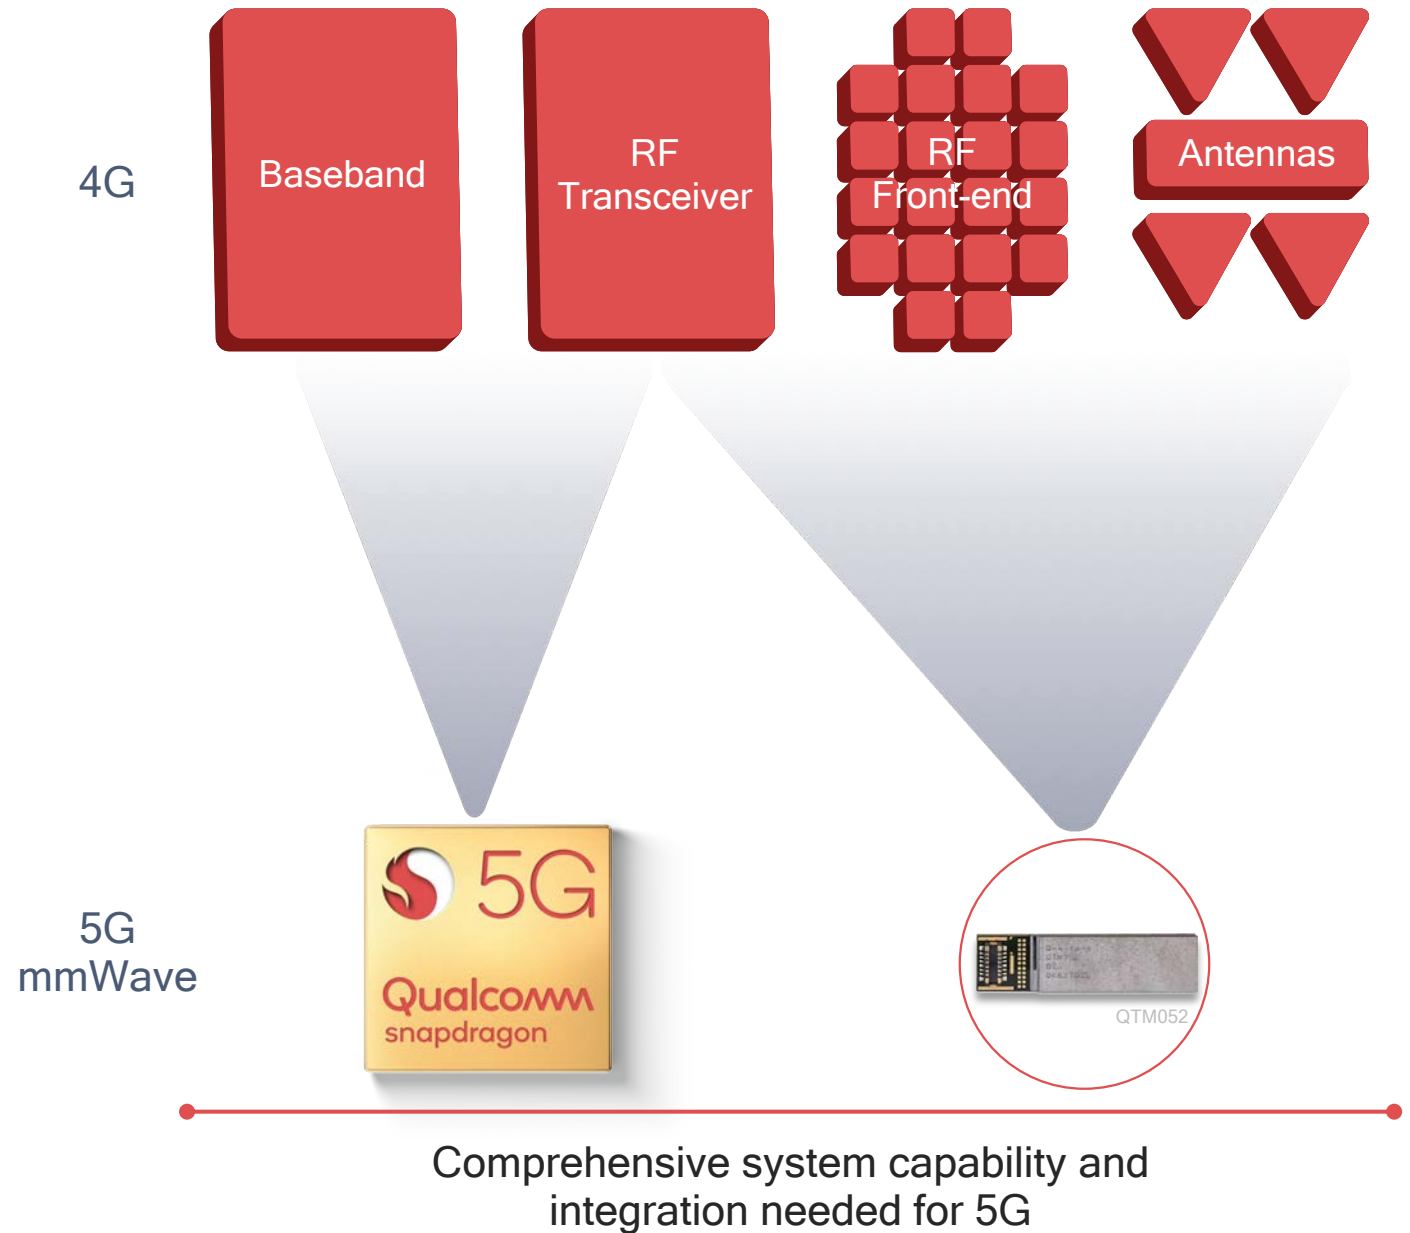 4G
Baseband
RF
Transceiver
RF
Front-end
Antennas
5G
mmWave
5G
Qualcomm
snapdragon
QTM052
Comprehensive system capability and
integration needed for 5G